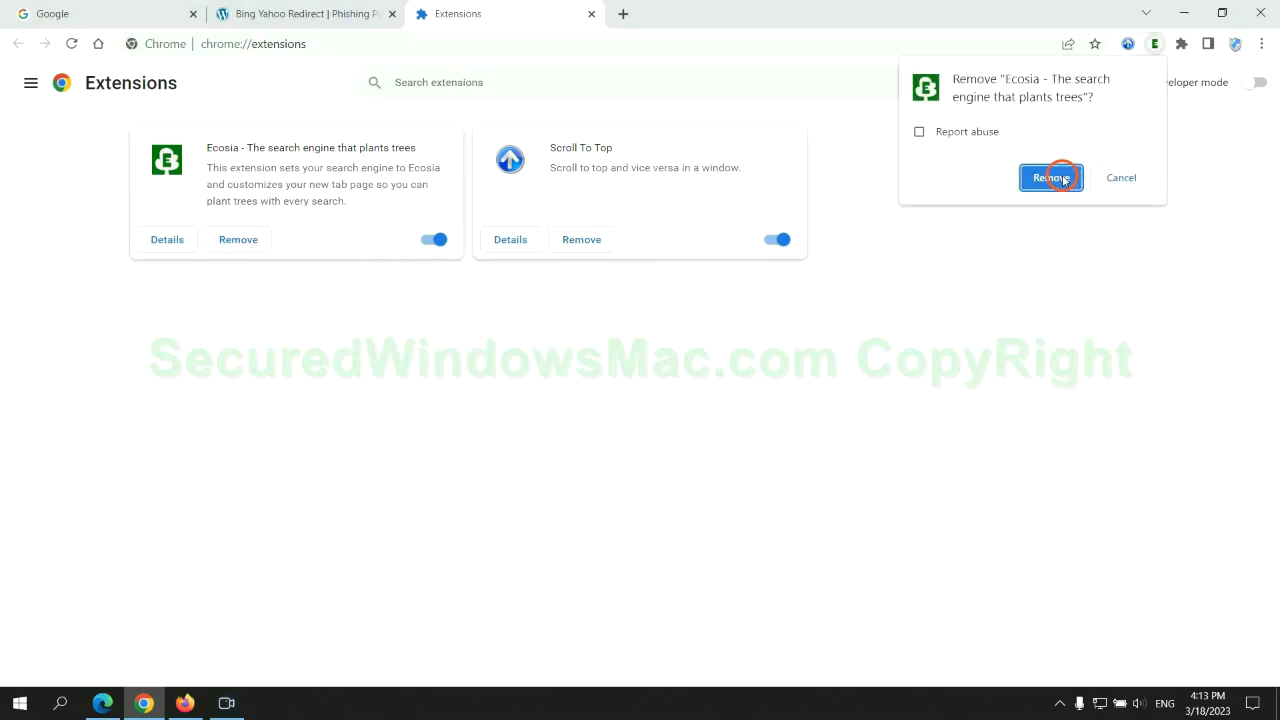 Google
Bing Yahoo Redirect | Phishing Pe
Extensions
Chrome | chrome://extensions
Extensions
Search extensions
veloper mode
Remove "Ecosia - The search
engine that plants trees"?
Report abuse
Remove
Cancel
Ecosia - The search engine that plants trees
This extension sets your search engine to Ecosia
and customizes your new tab page so you can
plant trees with every search.
Details
Remove
Scroll To Top
Scroll to top and vice versa in a window.
Details
Remove
SecuredWindowsMac.com CopyRight
ENG
4:13 PM
3/18/2023